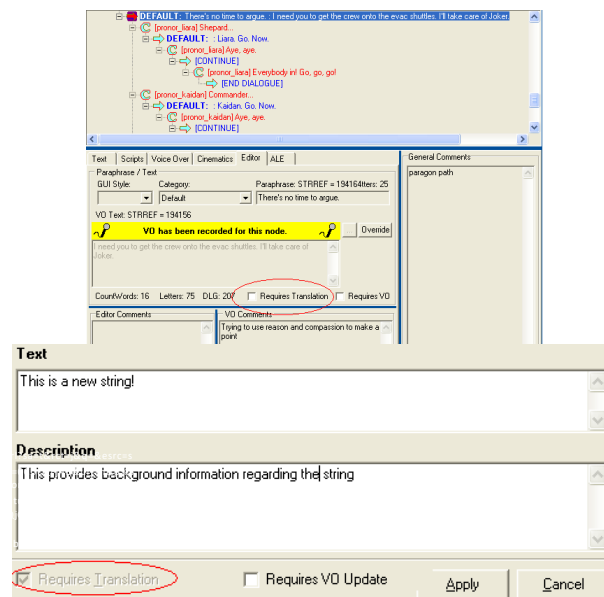 DEFAULT: There's no time to argue. : I need you to get the crew onto the evac shuttles. I'll take care of Joker.
[pronor_liara] Shepard...
DEFAULT: : Liara. Go. Now.
[pronor_liara] Aye, aye.
[CONTINUE]
[pronor_liara] Everybody in! Go, go, go!
[END DIALOGUE]
[pronor_kaidan] Commander...
DEFAULT: : Kaidan. Go. Now.
[pronor_kaidan] Aye, aye.
[CONTINUE]
Text Scripts Voice Over Cinematics Editor ALE
General Comments
Paraphrase / Text
paragon path
GUI Style: Category: Paraphrase: STRREF = 194164tters: 25
Default There's no time to argue.
VO Text: STRREF = 194156
VO has been recorded for this node. ... Override
I need you to get the crew onto the evac shuttles. I'll take care of
Joker.
Count/Words: 16 Letters: 75 DLG: 207 Requires Translation Requires VO
Editor Comments VO Comments
Trying to use reason and compassion to make a
point
Text
This is a new string!
Description
This provides background information regarding the string
Requires Translation Requires VO Update Apply Cancel